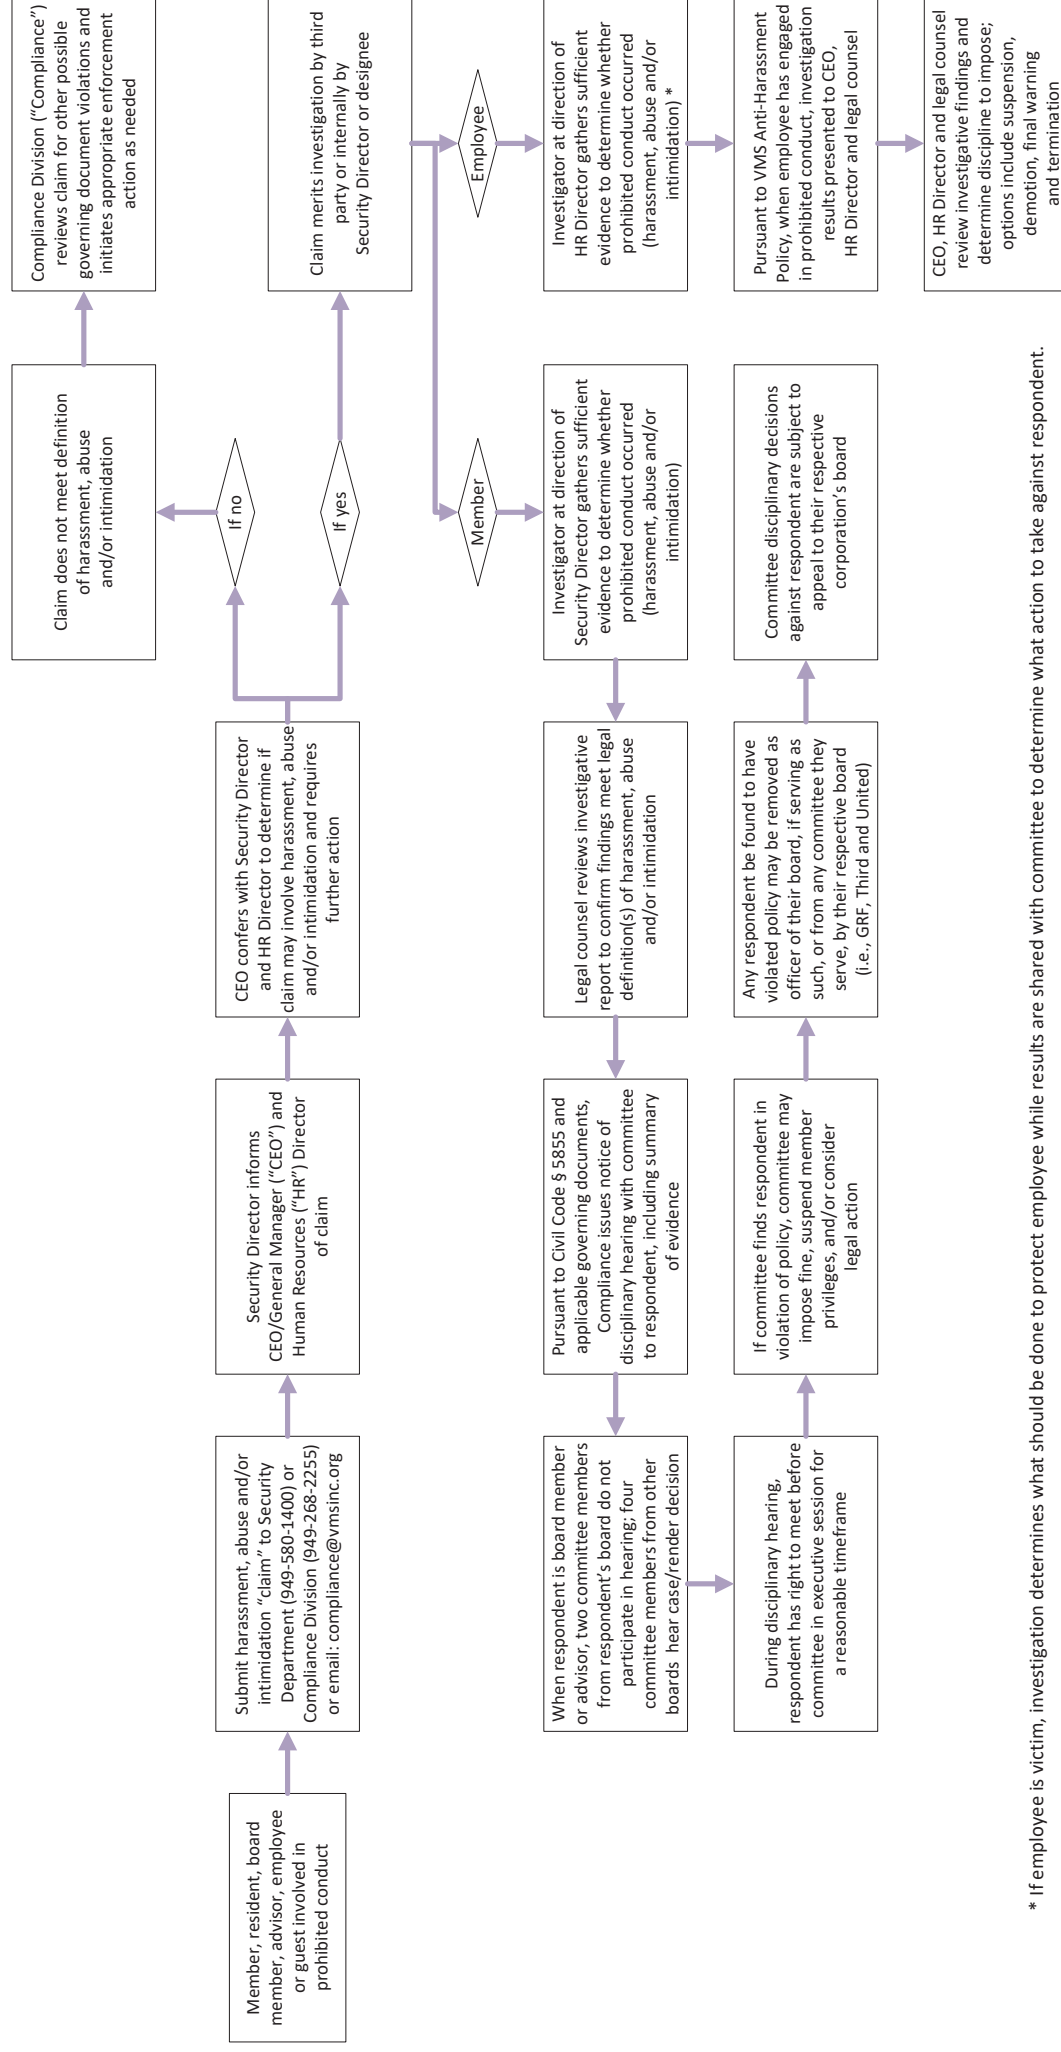 Member, resident, board
member, advisor, employee
or guest involved in
prohibited conduct
Submit harassment, abuse and/or
intimidation “claim” to Security
Department (949-580-1400) or
Compliance Division (949-268-2255)
or email: compliance@vmsinc.org
Security Director informs
CEO/General Manager (“CEO”) and
Human Resources (“HR”) Director
of claim
CEO confers with Security Director
and HR Director to determine if
claim may involve harassment, abuse
and/or intimidation and requires
further action
If no
Claim does not meet definition
of harassment, abuse
and/or intimidation
Compliance Division (“Compliance”)
reviews claim for other possible
governing document violations and
initiates appropriate enforcement
action as needed
If yes
Claim merits investigation by third
party or internally by
Security Director or designee
Member
Employee
Investigator at direction of
Security Director gathers sufficient
evidence to determine whether
prohibited conduct occurred
(harassment, abuse and/or
intimidation)
Legal counsel reviews investigative
report to confirm findings meet legal
definition(s) of harassment, abuse
and/or intimidation
Pursuant to Civil Code § 5855 and
applicable governing documents,
Compliance issues notice of
disciplinary hearing with committee
to respondent, including summary
of evidence
When respondent is board member
or advisor, two committee members
from respondent’s board do not
participate in hearing; four
committee members from other
boards hear case/render decision
During disciplinary hearing,
respondent has right to meet before
committee in executive session for
a reasonable timeframe
If committee finds respondent in
violation of policy, committee may
impose fine, suspend member
privileges, and/or consider
legal action
Any respondent be found to have
violated policy may be removed as
officer of their board, if serving as
such, or from any committee they
serve, by their respective board
(i.e., GRF, Third and United)
Committee disciplinary decisions
against respondent are subject to
appeal to their respective
corporation’s board
Investigator at direction of
HR Director gathers sufficient
evidence to determine whether
prohibited conduct occurred
(harassment, abuse and/or
intimidation) *
Pursuant to VMS Anti-Harassment
Policy, when employee has engaged
in prohibited conduct, investigation
results presented to CEO,
HR Director and legal counsel
CEO, HR Director and legal counsel
review investigative findings and
determine discipline to impose;
options include suspension,
demotion, final warning
and termination
* If employee is victim, investigation determines what should be done to protect employee while results are shared with committee to determine what action to take against respondent.